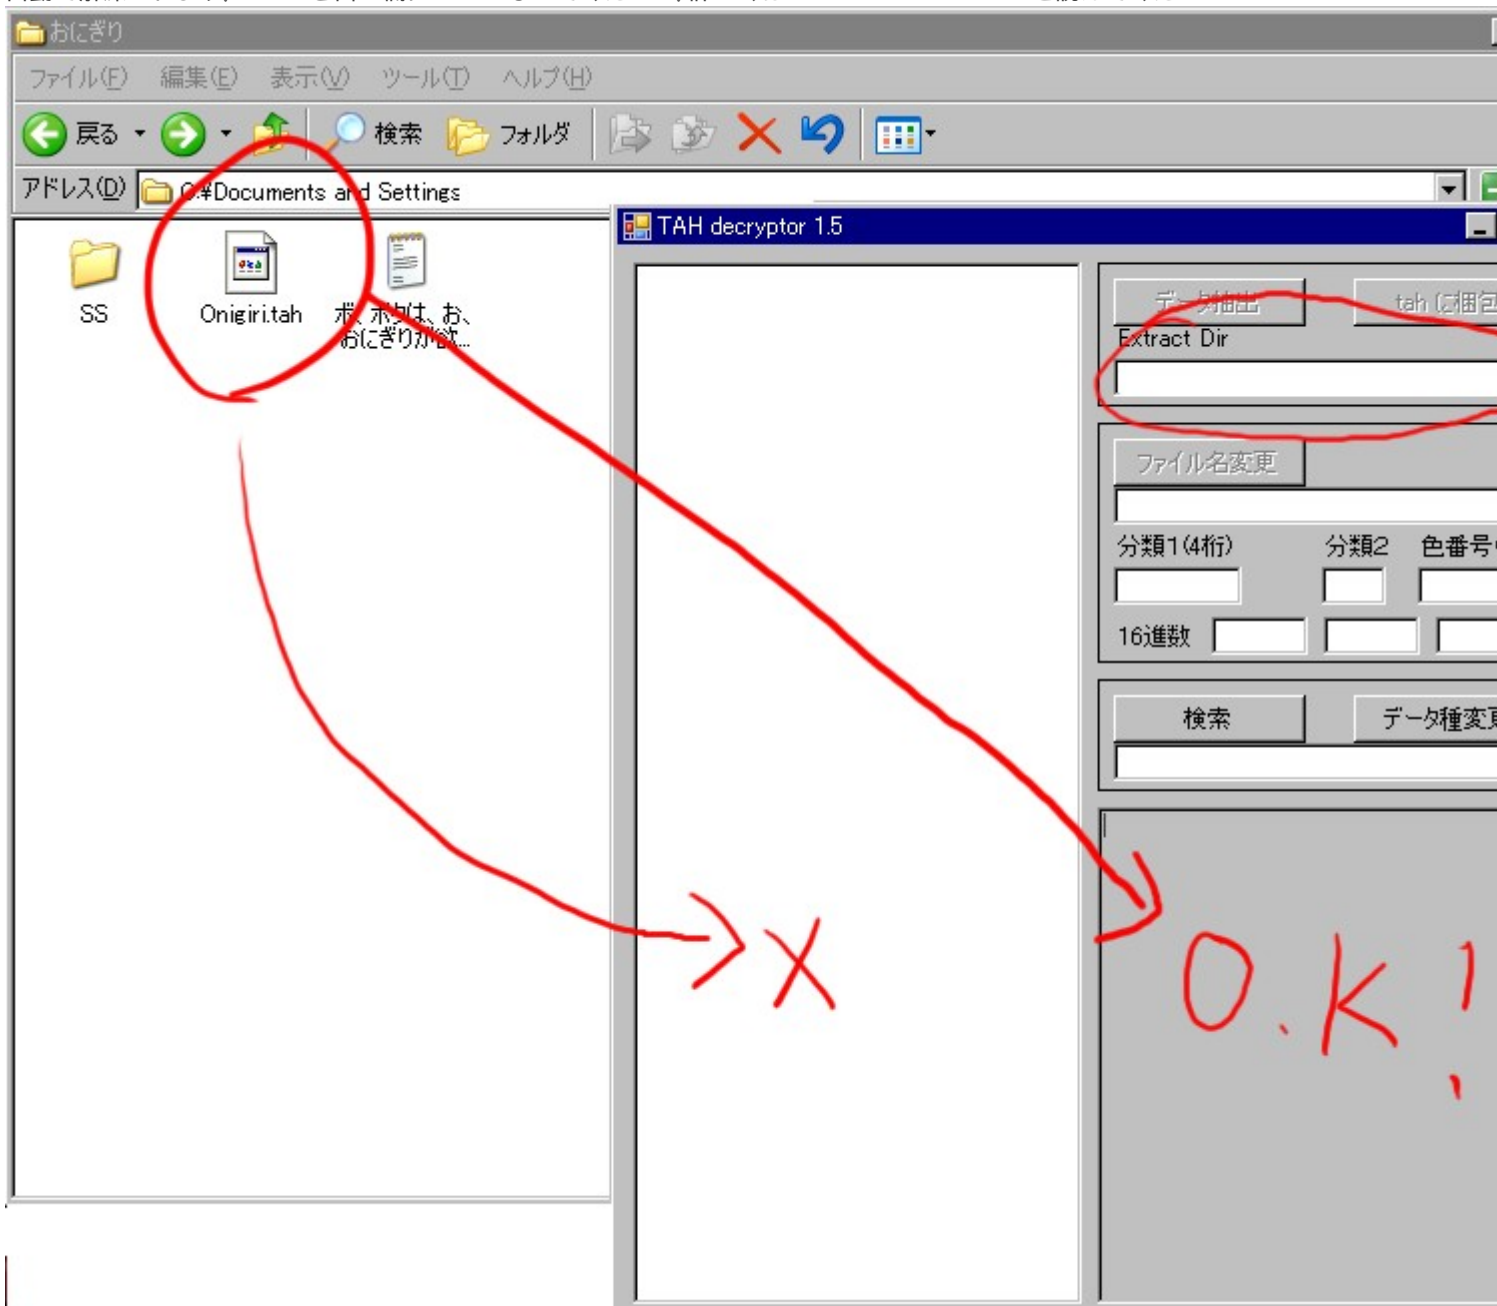 おにぎり
ファイル(F) 編集(E) 表示(V) ツール(T) ヘルプ(H)
戻る 検索 フォルダ
アドレス(D) C:¥Documents and Settings
SS
Onigiri.tah
ボ、ボクは、お、
おにぎりが欲...
TAH decryptor 1.5
データ抽出 tah に梱包
Extract Dir
ファイル名変更
分類1(4桁) 分類2 色番号
16進数
検索 データ種変更
X
O.K!